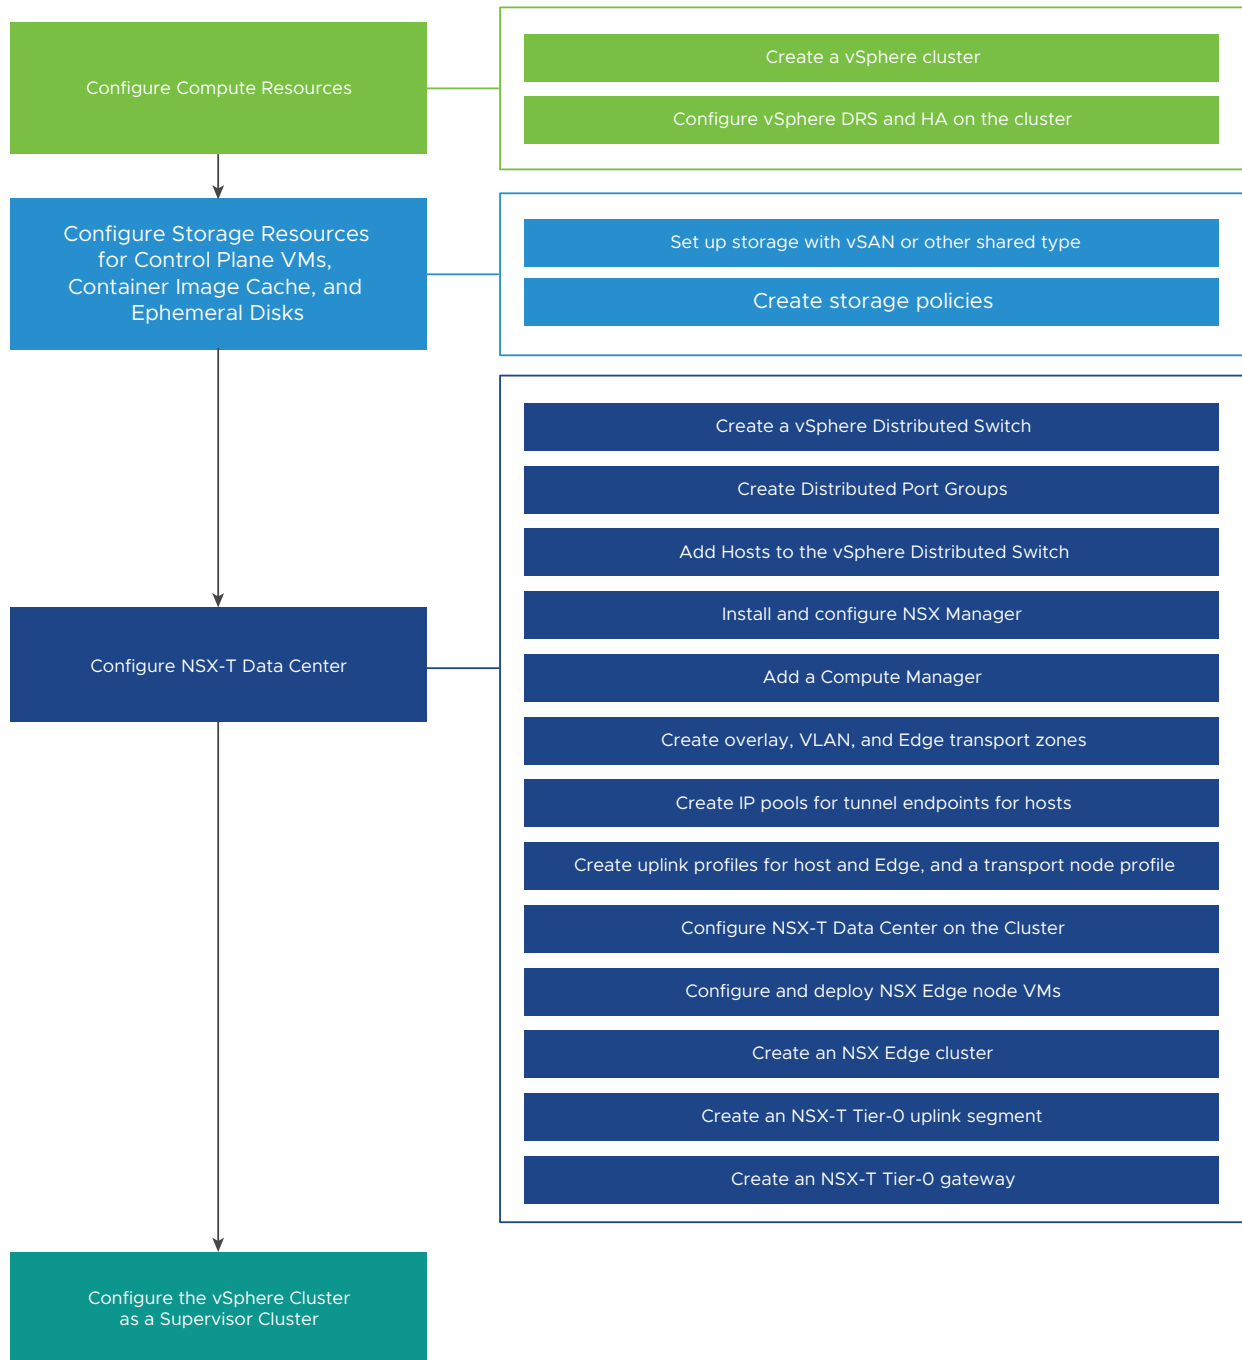 Configure Compute Resources
Create a vSphere cluster
Configure vSphere DRS and HA on the cluster
Configure Storage Resources
for Control Plane VMs,
Container Image Cache, and
Ephemeral Disks
Set up storage with vSAN or other shared type
Create storage policies
Configure NSX-T Data Center
Create a vSphere Distributed Switch
Create Distributed Port Groups
Add Hosts to the vSphere Distributed Switch
Install and configure NSX Manager
Add a Compute Manager
Create overlay, VLAN, and Edge transport zones
Create IP pools for tunnel endpoints for hosts
Create uplink profiles for host and Edge, and a transport node profile
Configure NSX-T Data Center on the Cluster
Configure and deploy NSX Edge node VMs
Create an NSX Edge cluster
Create an NSX-T Tier-0 uplink segment
Create an NSX-T Tier-0 gateway
Configure the vSphere Cluster
as a Supervisor Cluster